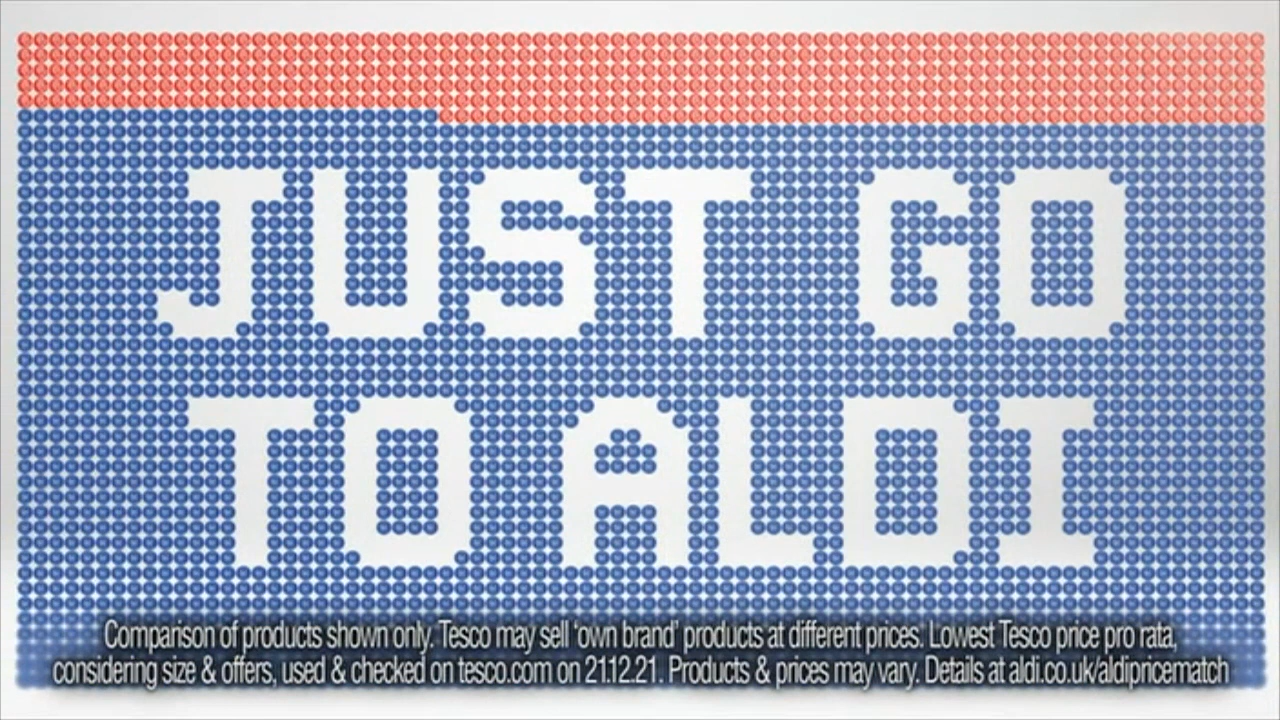 JUST GO
TO ALDI
Comparison of products shown only. Tesco may sell 'own brand' products at different prices. Lowest Tesco price pro rata,
considering size & offers, used & checked on tesco.com on 21.12.21. Products & prices may vary. Details at aldi.co.uk/aldipricematch